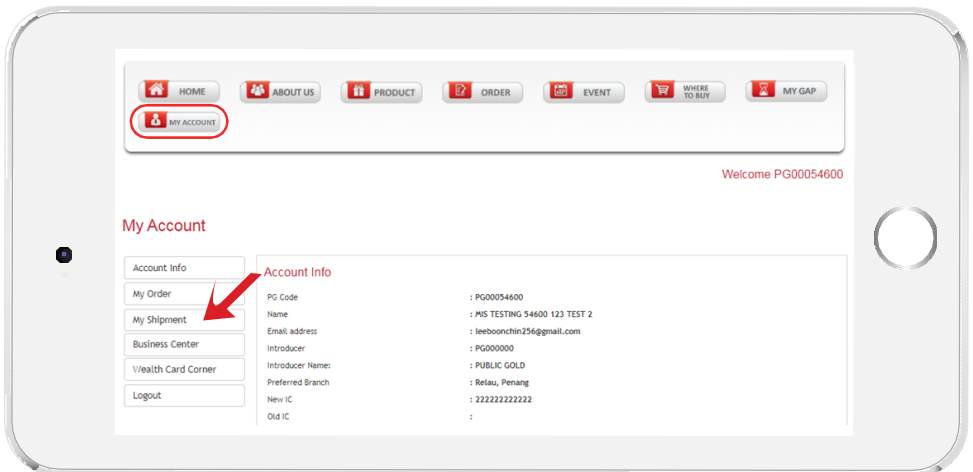 HOME ABOUT US PRODUCT ORDER EVENT WHERE TO BUY MY GAP
MY ACCOUNT
Welcome PG00054600
My Account
Account Info
My Order
My Shipment
Business Center
Wealth Card Corner
Logout
Account Info
PG Code : PG00054600
Name : MIS TESTING 54600 123 TEST 2
Email address : leeboonchin256@gmail.com
Introducer : PG000000
Introducer Name: : PUBLIC GOLD
Preferred Branch : Relau, Penang
New IC : 222222222222
Old IC :